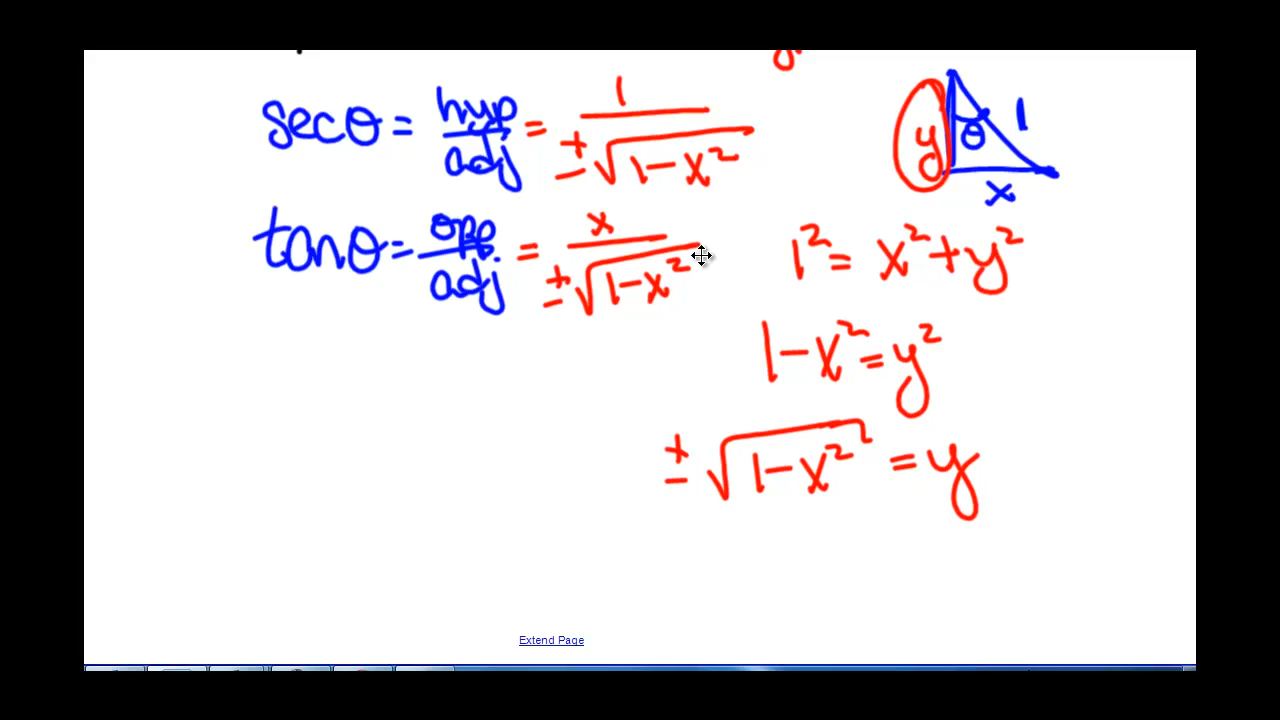 secθ = hyp/adj = 1/±√(1-x²)
y θ 1
x
tanθ = opp/adj = x/±√(1-x²)
1² = x² + y²
1-x² = y²
±√(1-x²) = y
Extend Page